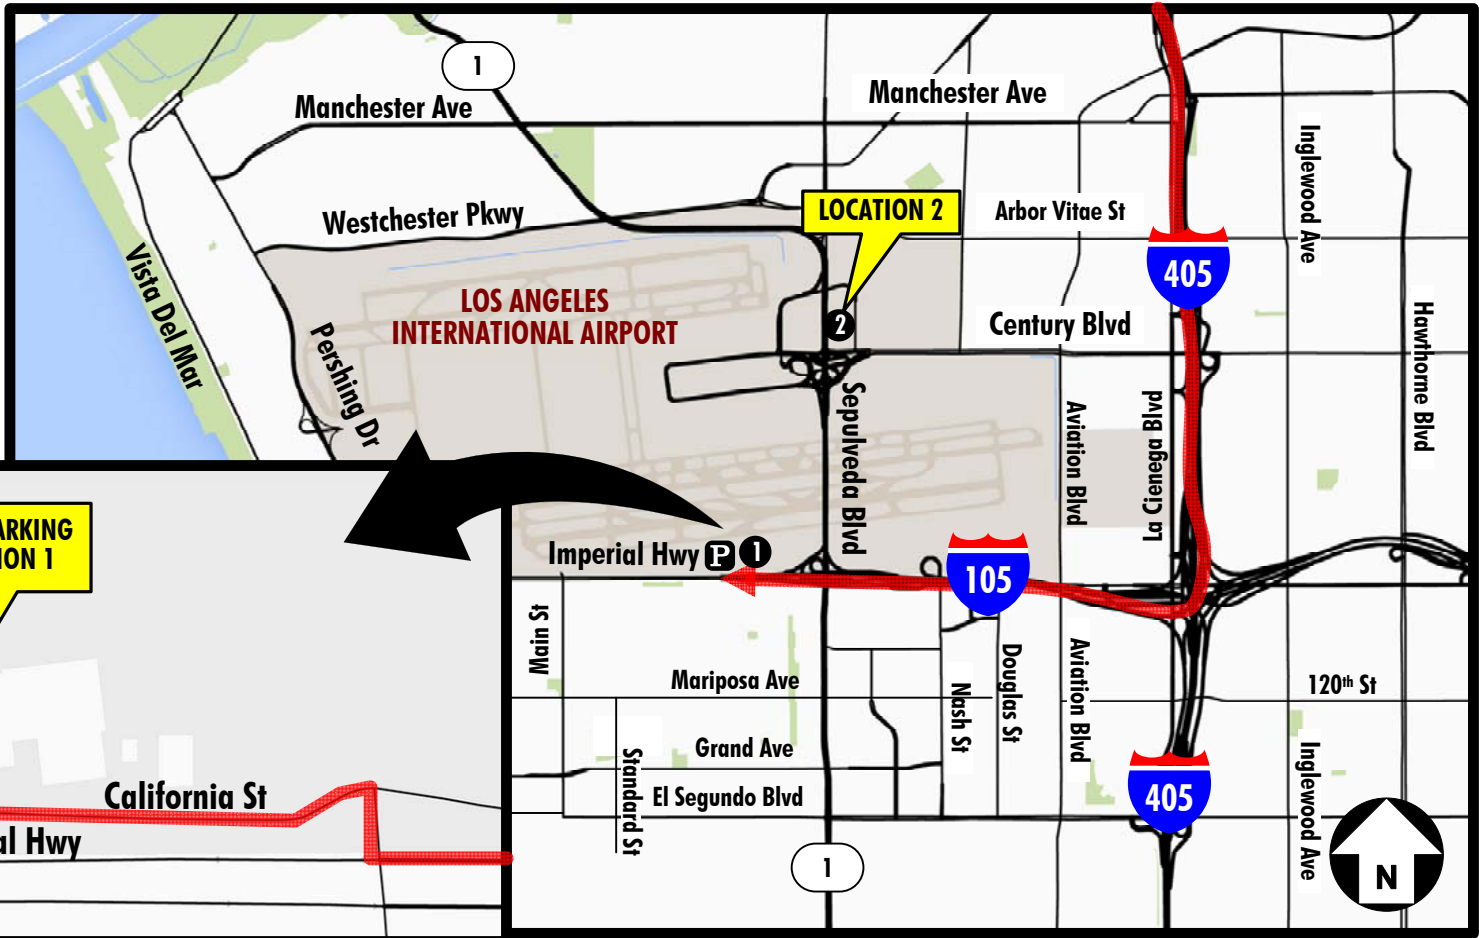 1
Manchester Ave
Manchester Ave
Inglewood Ave
Westchester Pkwy
LOCATION 2
Arbor Vitae St
Vista Del Mar
405
LOS ANGELES
INTERNATIONAL AIRPORT
2
Century Blvd
Hawthorne Blvd
Pershing Dr
Sepulveda Blvd
Aviation Blvd
La Cienega Blvd
ARKING
ION 1
Imperial Hwy P 1
105
Main St
Mariposa Ave
Nash St
Douglas St
Aviation Blvd
120th St
Grand Ave
Standard St
El Segundo Blvd
405
Inglewood Ave
California St
al Hwy
1
N